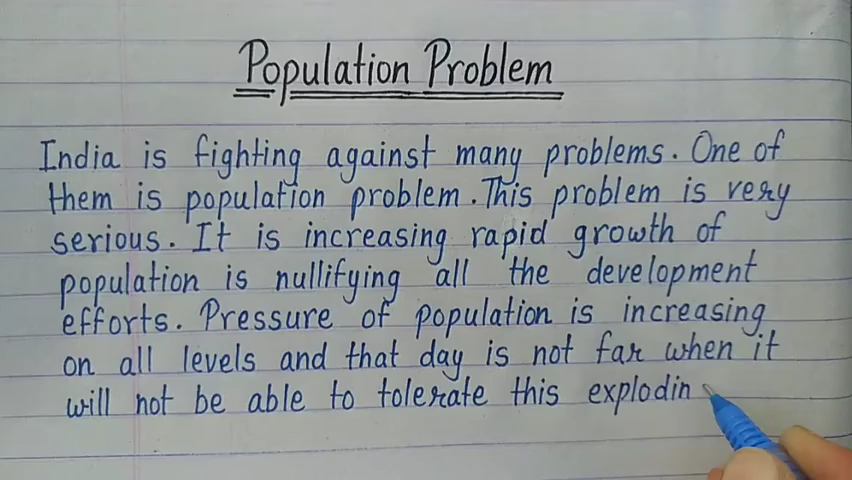 Population Problem
India is fighting against many problems. One of
them is population problem. This problem is very
serious. It is increasing rapid growth of
population is nullifying all the development
efforts. Pressure of population is increasing
on all levels and that day is not far when it
will not be able to tolerate this explodin